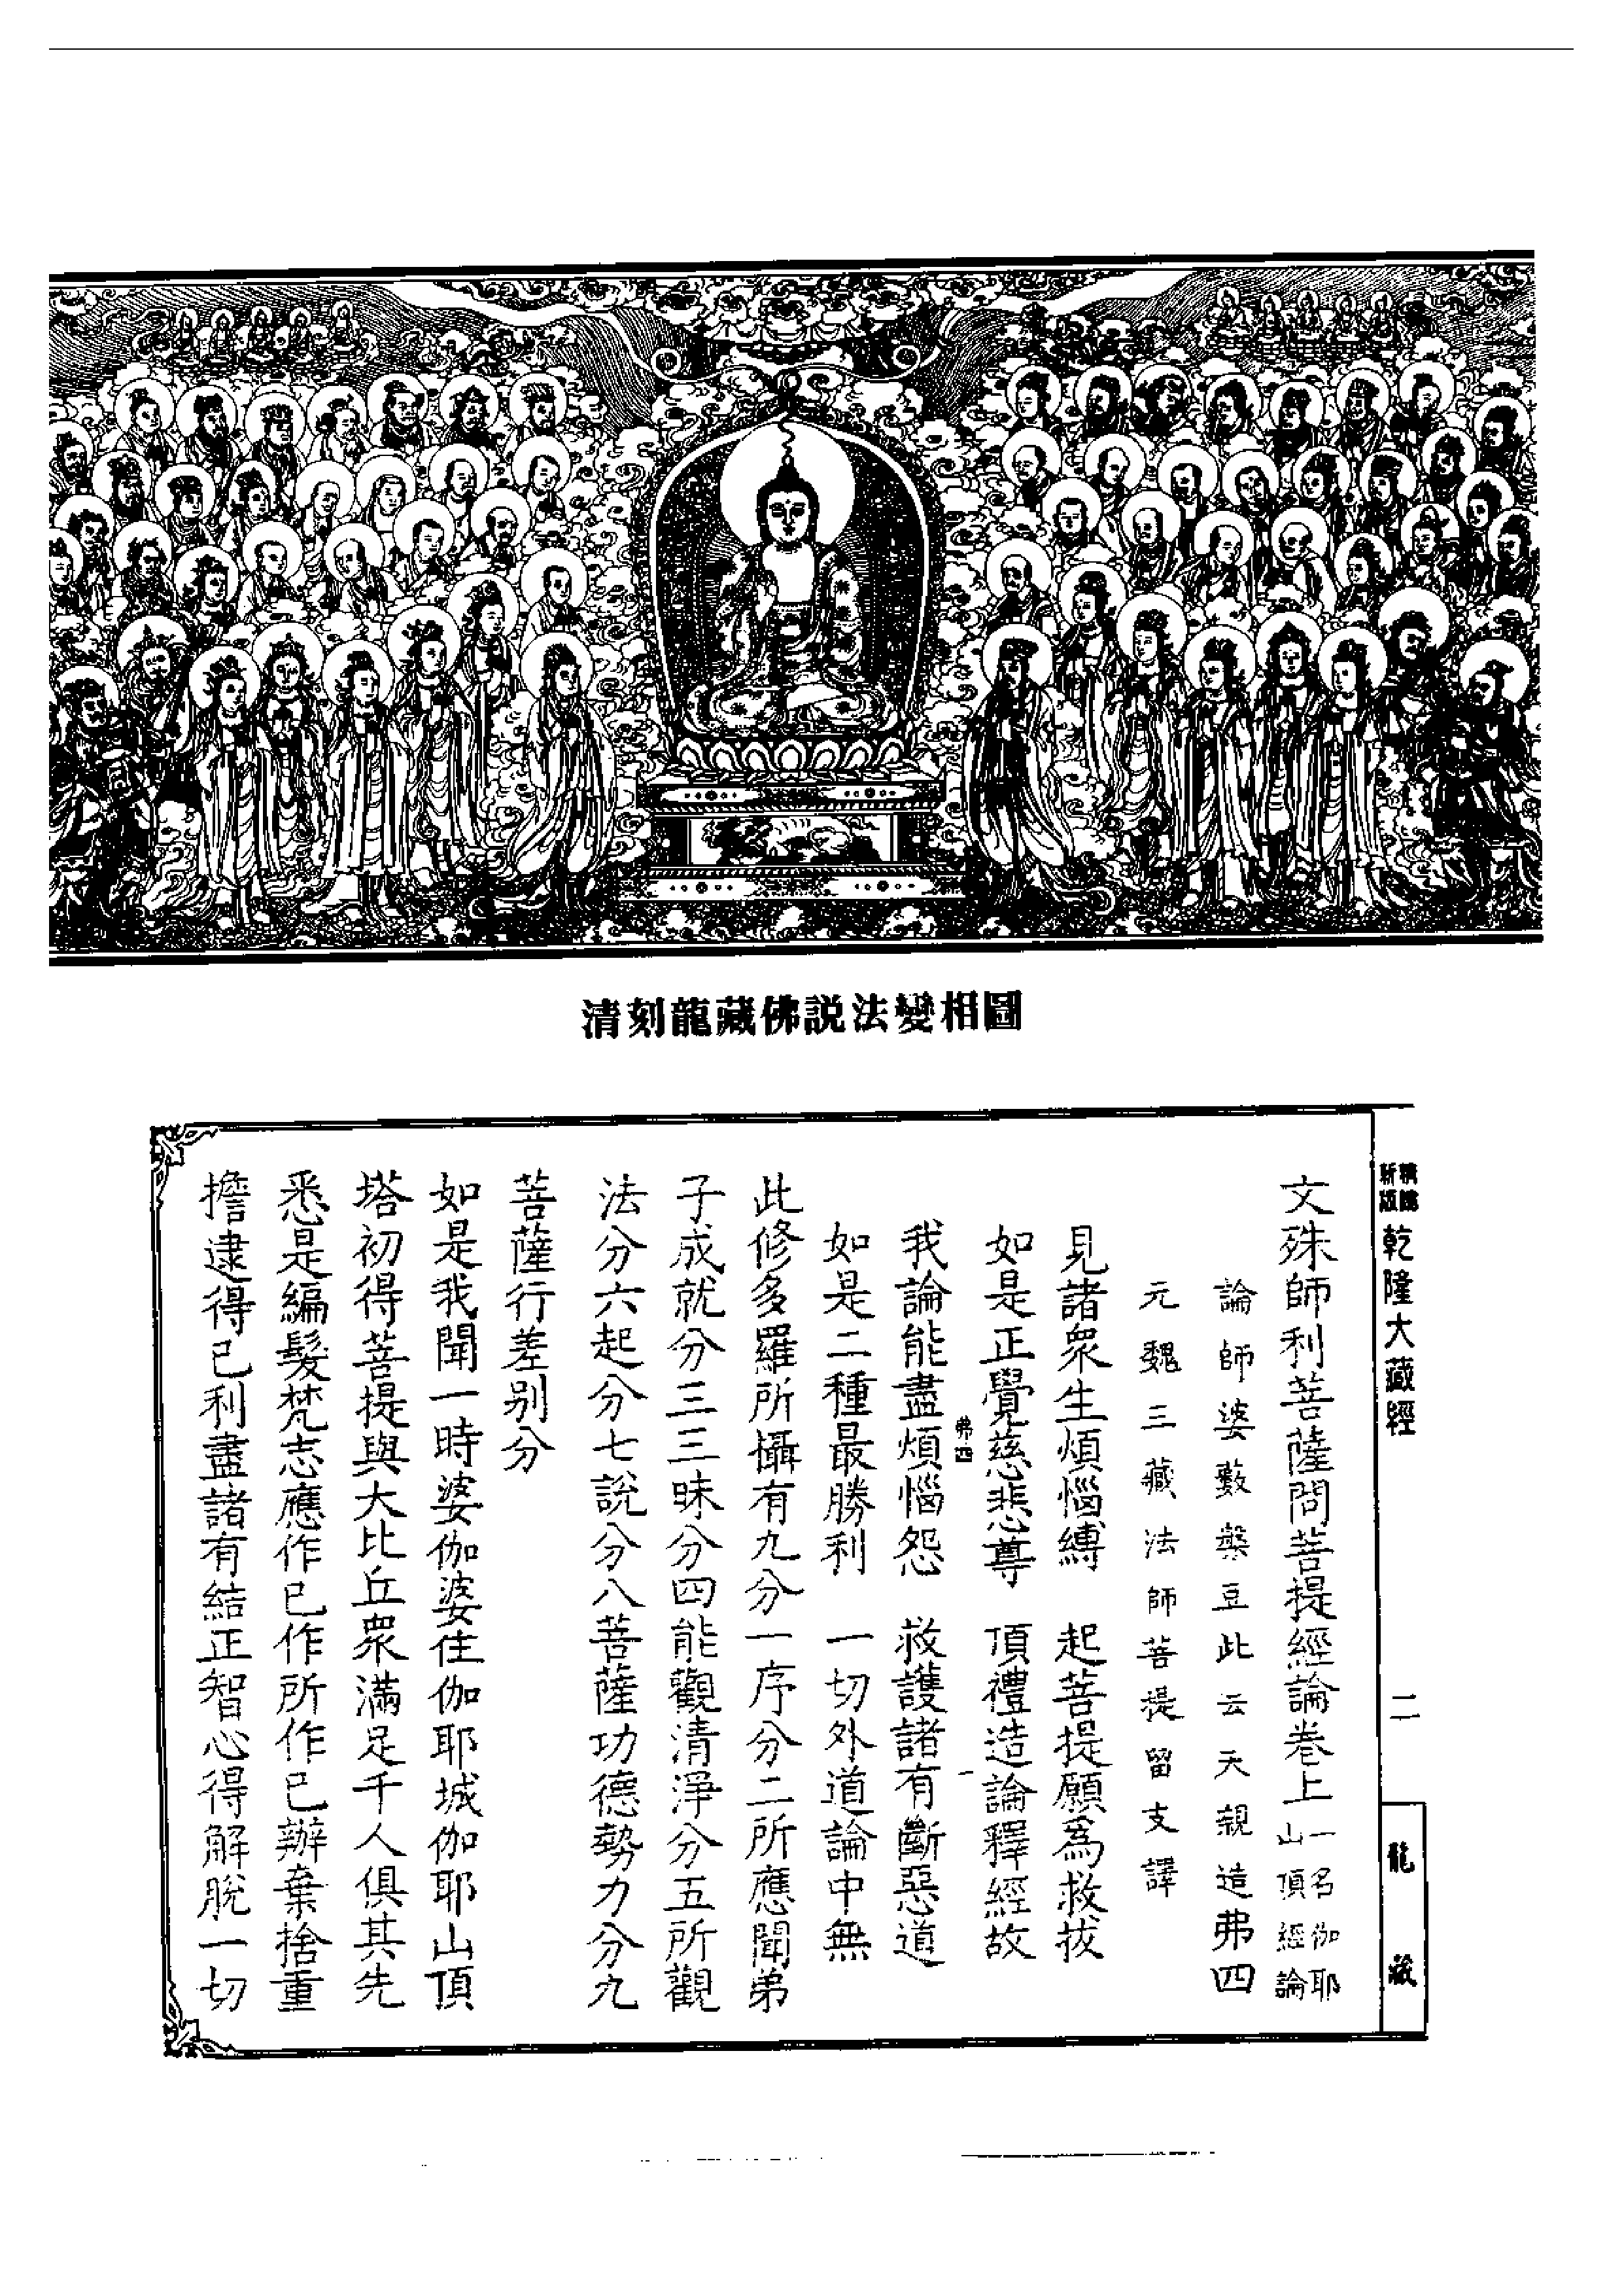 清刻龍藏佛説法變相圖
新版
精縮
乾隆大藏經
二
龍藏
文殊師利菩薩問菩提經論卷上
一名伽耶
山頂經論
論師婆藪槃豆此云天親造弗四
元魏三藏法師菩提留支譯
見諸眾生煩惱縛　起菩提願為救拔
如是正覺慈悲尊　頂禮造論釋經故
弗四
一
我論能盡煩惱怨　救護諸有斷惡道
如是二種最勝利　一切外道論中無
此修多羅所攝有九分一序分二所應聞弟
子成就分三三昧分四能觀清淨分五所觀
法分六起分七說分八菩薩功德勢力分九
菩薩行差別分
如是我聞一時婆伽婆住伽耶城伽耶山頂
塔初得菩提與大比丘眾滿足千人俱其先
悉是編髮梵志應作已作所作已辦棄捨重
擔逮得已利盡諸有結正智心得解脫一切